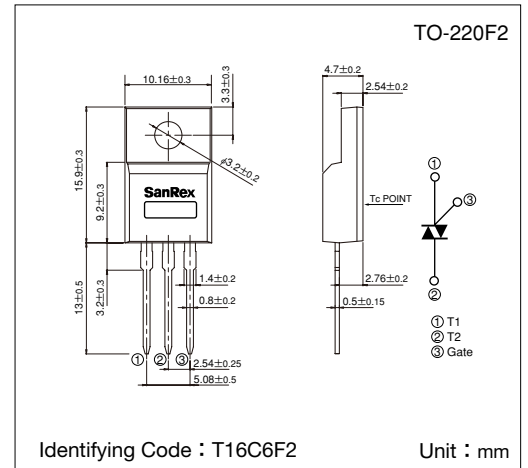 TO-220F2
10.16±0.3
3.3±0.3
4.7±0.2
2.54±0.2
φ3.2±0.2
15.9±0.3
9.2±0.3
SanRex
Tc POINT
①
③
②
13±0.5
3.2±0.3
1.4±0.2
0.8±0.2
2.76±0.2
0.5±0.15
① ② ③
2.54±0.25
5.08±0.5
① T1
② T2
③ Gate
Identifying Code：T16C6F2
Unit：mm